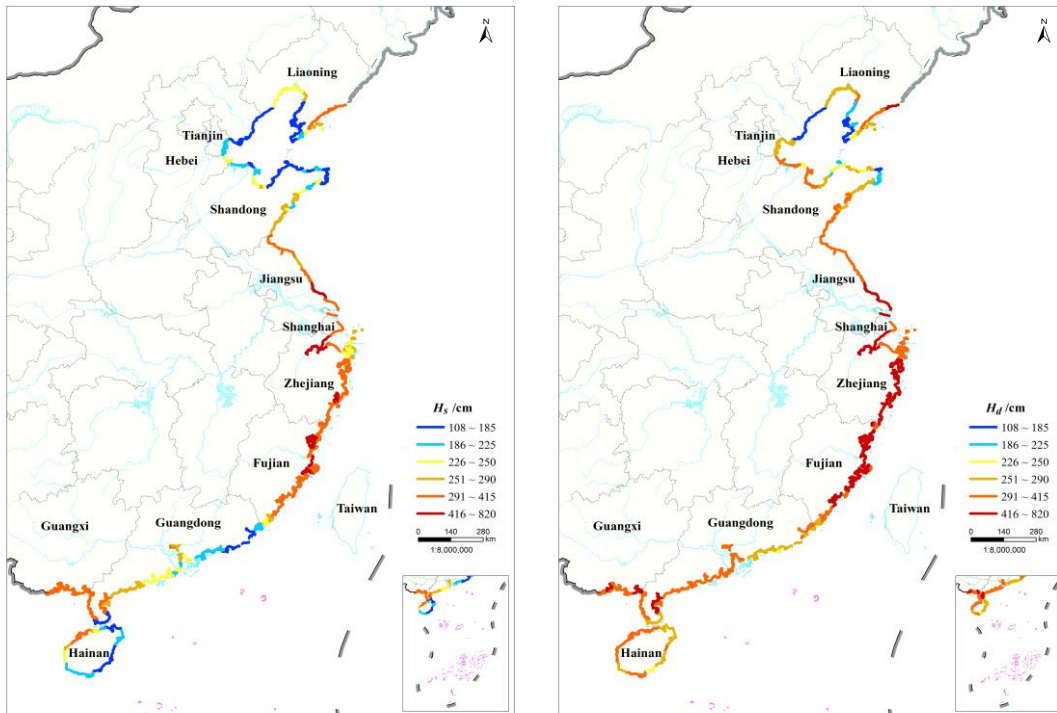 N
Liaoning
Tianjin
Hebei
Shandong
Jiangsu
Shanghai
Zhejiang
Fujian
Taiwan
Guangdong
Guangxi
Hainan
Hs /cm
108 ~ 185
186 ~ 225
226 ~ 250
251 ~ 290
291 ~ 415
416 ~ 820
0 140 280
km
1:8,000,000
N
Liaoning
Tianjin
Hebei
Shandong
Jiangsu
Shanghai
Zhejiang
Fujian
Taiwan
Guangdong
Guangxi
Hainan
Hd /cm
108 ~ 185
186 ~ 225
226 ~ 250
251 ~ 290
291 ~ 415
416 ~ 820
0 140 280
km
1:8,000,000